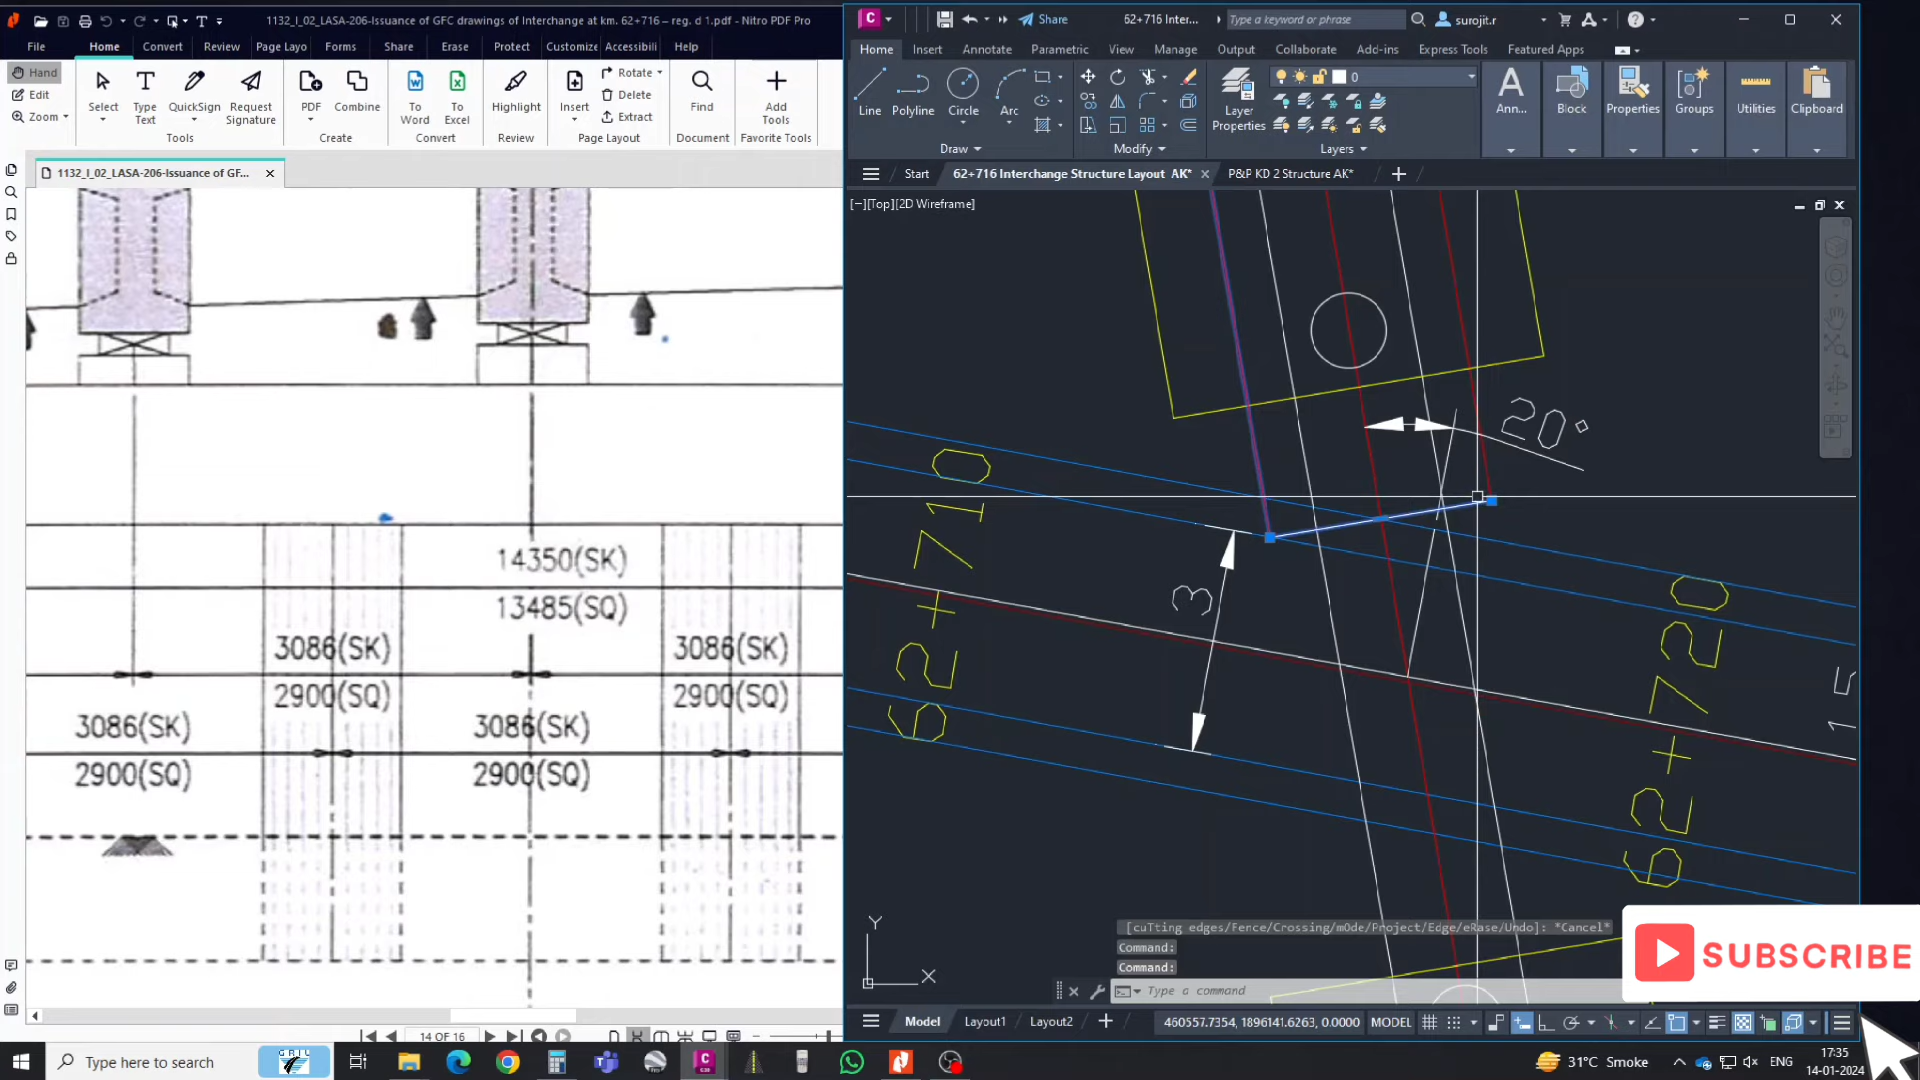 1132_I_02_LASA-206-Issuance of GFC drawings of Interchange at km. 62+716 – reg. d 1.pdf - Nitro PDF Pro
File Home Convert Review Page Layo Forms Share Erase Protect Customize Accessibili Help
Hand
Edit
Zoom
Select
Type Text
QuickSign
Request Signature
Tools
PDF
Combine
Create
To Word
To Excel
Convert
Highlight
Review
Insert
Rotate
Delete
Extract
Page Layout
Find
Document
Add Tools
Favorite Tools
1132_I_02_LASA-206-Issuance of GF...
14350(SK)
13485(SQ)
3086(SK)
3086(SK)
2900(SQ)
2900(SQ)
3086(SK)
3086(SK)
2900(SQ)
2900(SQ)
14 OF 16
Share
62+716 Inter...
Type a keyword or phrase
surojit.r
Home Insert Annotate Parametric View Manage Output Collaborate Add-ins Express Tools Featured Apps
Line
Polyline
Circle
Arc
Draw
Modify
Layer Properties
0
Layers
Ann...
Block
Properties
Groups
Utilities
Clipboard
Start
62+716 Interchange Structure Layout AK*
P&P KD 2 Structure AK*
[−][Top][2D Wireframe]
20°
62+710
3
62+720
15
Y
X
[cuTting edges/Fence/Crossing/mOde/Project/Edge/eRase/Undo]: *Cancel*
Command:
Command:
Type a command
SUBSCRIBE
Model Layout1 Layout2
460557.7354, 1896141.6263, 0.0000
MODEL
Type here to search
31°C Smoke
ENG
17:35
14-01-2024